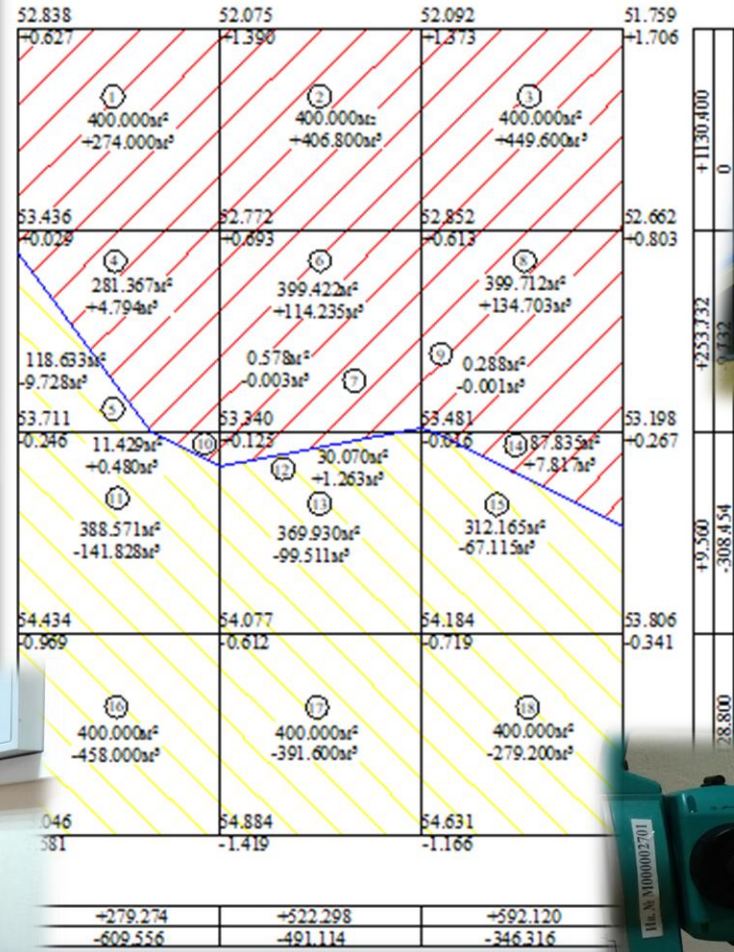 52.838 52.075 52.092 51.759
+0.627 +1.390 +1.373 +1.706
1 2 3
400.000м² 400.000м² 400.000м²
+274.000м³ +406.800м³ +449.600м³
+1130.400 0
53.436 52.772 52.852 52.662
+0.029 +0.693 +0.613 +0.803
4 6 8
281.367м² 399.422м² 399.712м²
+4.794м³ +114.235м³ +134.703м³
+253.732
118.633м² 0.578м² 9 0.288м²
-9.728м³ -0.003м³ 7 -0.001м³
5
53.711 53.340 53.481 53.198
-0.246 +0.267
11.429м² 10 14 87.835м²
+0.480м³ +7.817м³
12 30.070м²
+1.263м³
11 13 15
388.571м² 369.930м² 312.165м²
-141.828м³ -99.511м³ -67.115м³
+9.560 -308.454
54.434 54.077 54.184 53.806
-0.969 -0.612 -0.719 -0.341
16 17 18
400.000м² 400.000м² 400.000м²
-458.000м³ -391.600м³ -279.200м³
54.884 54.631
-1.419 -1.166
+279.274 +522.298 +592.120
-609.556 -491.114 -346.316
Ин. № М000002701